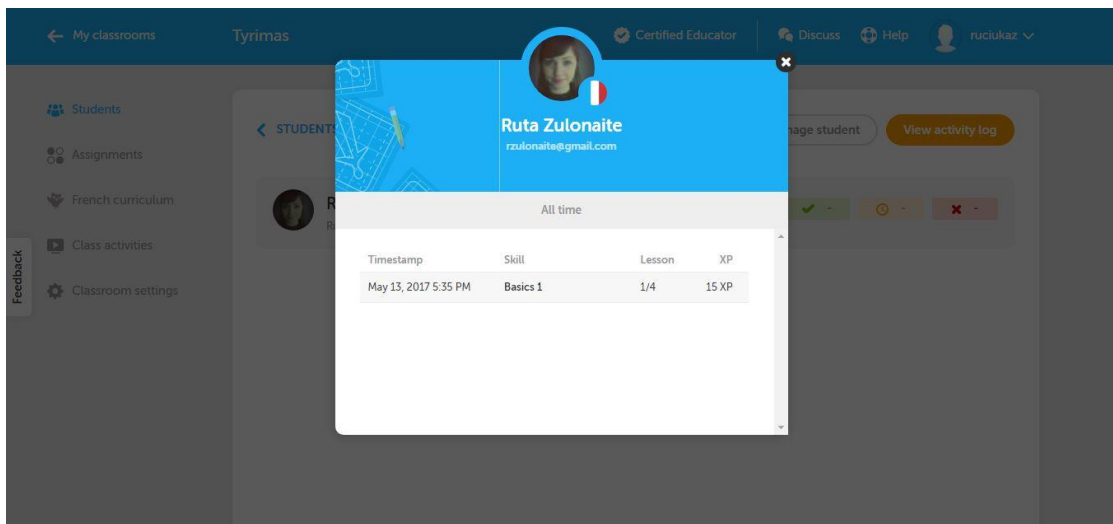 My classrooms
Tyrimas
Certified Educator
Discuss
Help
ruciukaz
Students
Assignments
French curriculum
Class activities
Classroom settings
Feedback
STUDENTS
View activity log
student
Ruta Zulonaite
rzulonaite@gmail.com
All time
Timestamp Skill Lesson XP
May 13, 2017 5:35 PM Basics 1 1/4 15 XP